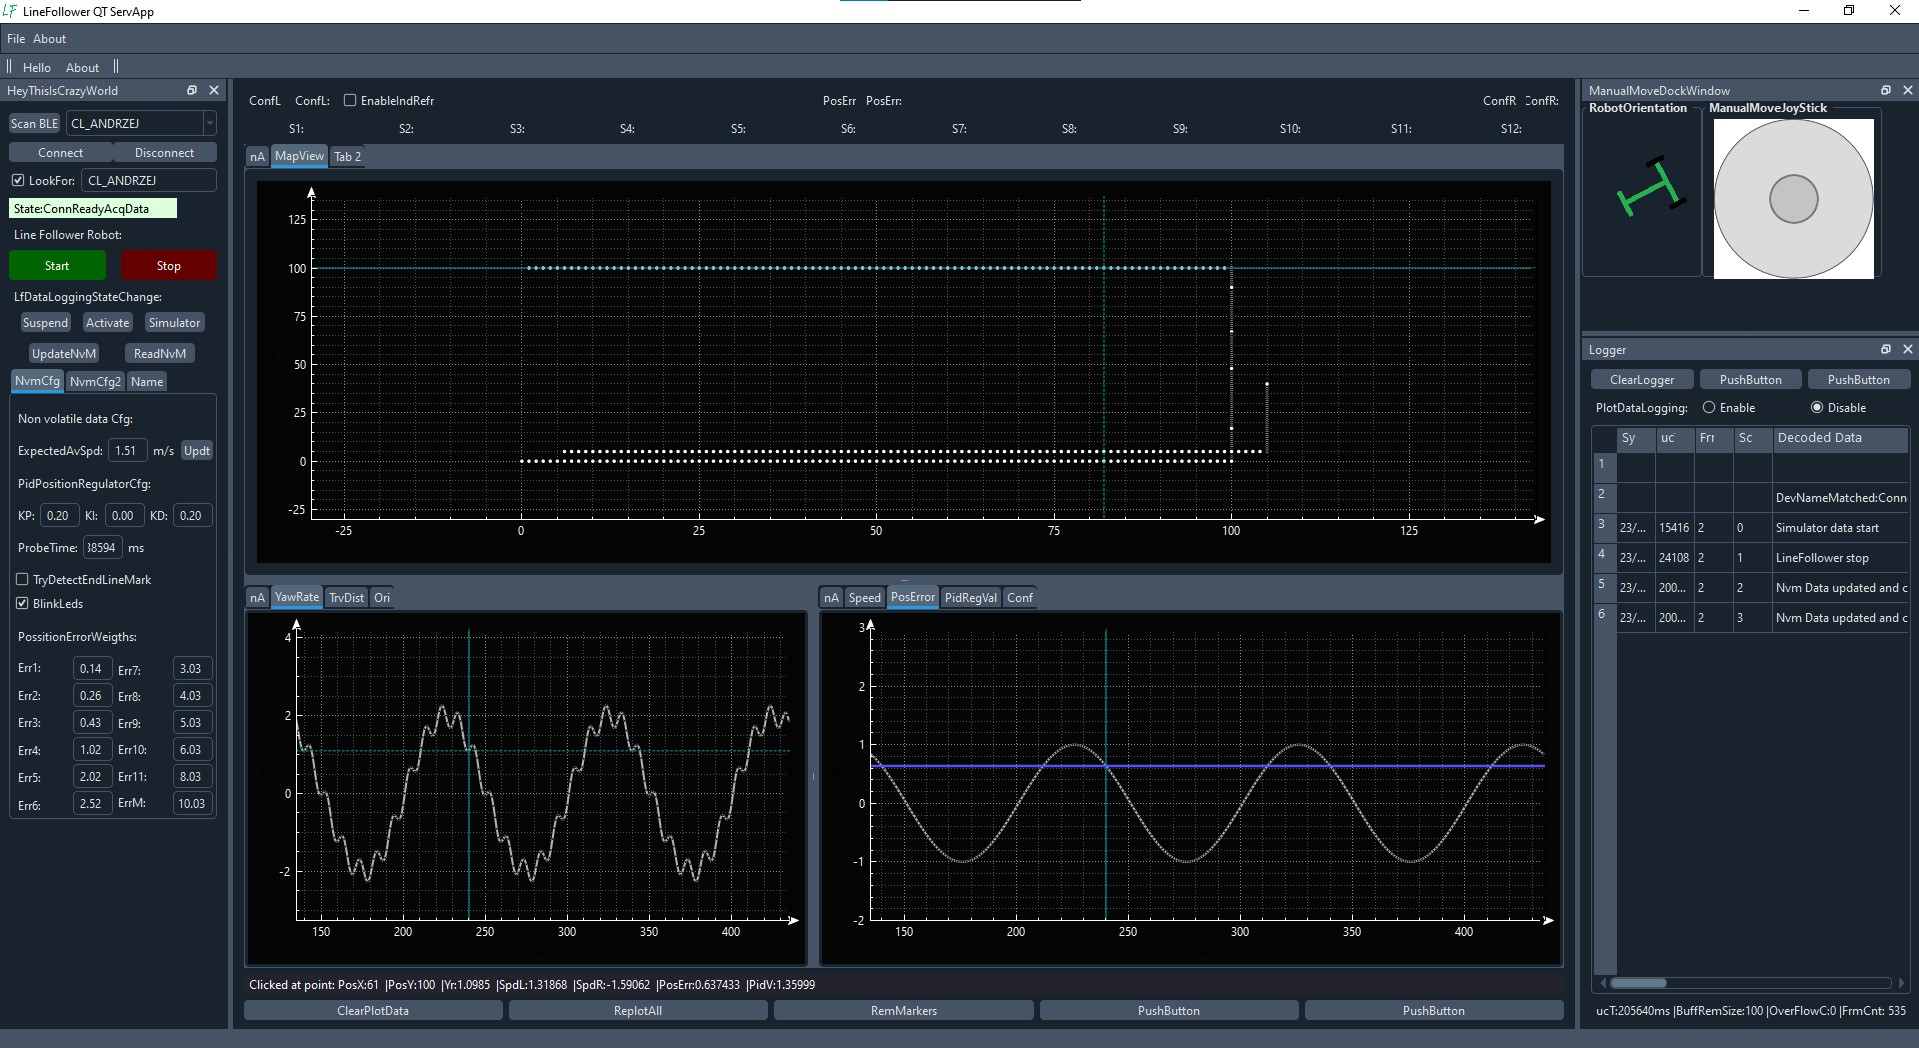 LF LineFollower QT ServApp
File About
Hello About
HeyThisIsCrazyWorld
Scan BLE CL_ANDRZEJ
Connect Disconnect
LookFor: CL_ANDRZEJ
State:ConnReadyAcqData
Line Follower Robot:
Start Stop
LfDataLoggingStateChange:
Suspend Activate Simulator
UpdateNvM ReadNvM
NvmCfg NvmCfg2 Name
Non volatile data Cfg:
ExpectedAvSpd: 1.51 m/s Updt
PidPositionRegulatorCfg:
KP: 0.20 KI: 0.00 KD: 0.20
ProbeTime: 38594 ms
TryDetectEndLineMark
BlinkLeds
PossitionErrorWeigths:
Err1: 0.14 Err7: 3.03
Err2: 0.26 Err8: 4.03
Err3: 0.43 Err9: 5.03
Err4: 1.02 Err10: 6.03
Err5: 2.02 Err11: 8.03
Err6: 2.52 ErrM: 10.03
ConfL ConfL: EnableIndRefr PosErr PosErr: ConfR ConfR:
S1: S2: S3: S4: S5: S6: S7: S8: S9: S10: S11: S12:
nA MapView Tab 2
125
100
75
50
25
0
-25
-25 0 25 50 75 100 125
nA YawRate TrvDist Ori
4
2
0
-2
150 200 250 300 350 400
nA Speed PosError PidRegVal Conf
3
2
1
0
-1
-2
150 200 250 300 350 400
Clicked at point: PosX:61 |PosY:100 |Yr:1.0985 |SpdL:1.31868 |SpdR:-1.59062 |PosErr:0.637433 |PidV:1.35999
ClearPlotData ReplotAll RemMarkers PushButton PushButton
ManualMoveDockWindow
RobotOrientation ManualMoveJoyStick
Logger
ClearLogger PushButton PushButton
PlotDataLogging: Enable Disable
Sy uc Fri Sc Decoded Data
1
2 DevNameMatched:Conn
3 23/... 15416 2 0 Simulator data start
4 23/... 24108 2 1 LineFollower stop
5 23/... 200... 2 2 Nvm Data updated and c
6 23/... 200... 2 3 Nvm Data updated and c
ucT:205640ms |BuffRemSize:100 |OverFlowC:0 |FrmCnt: 535